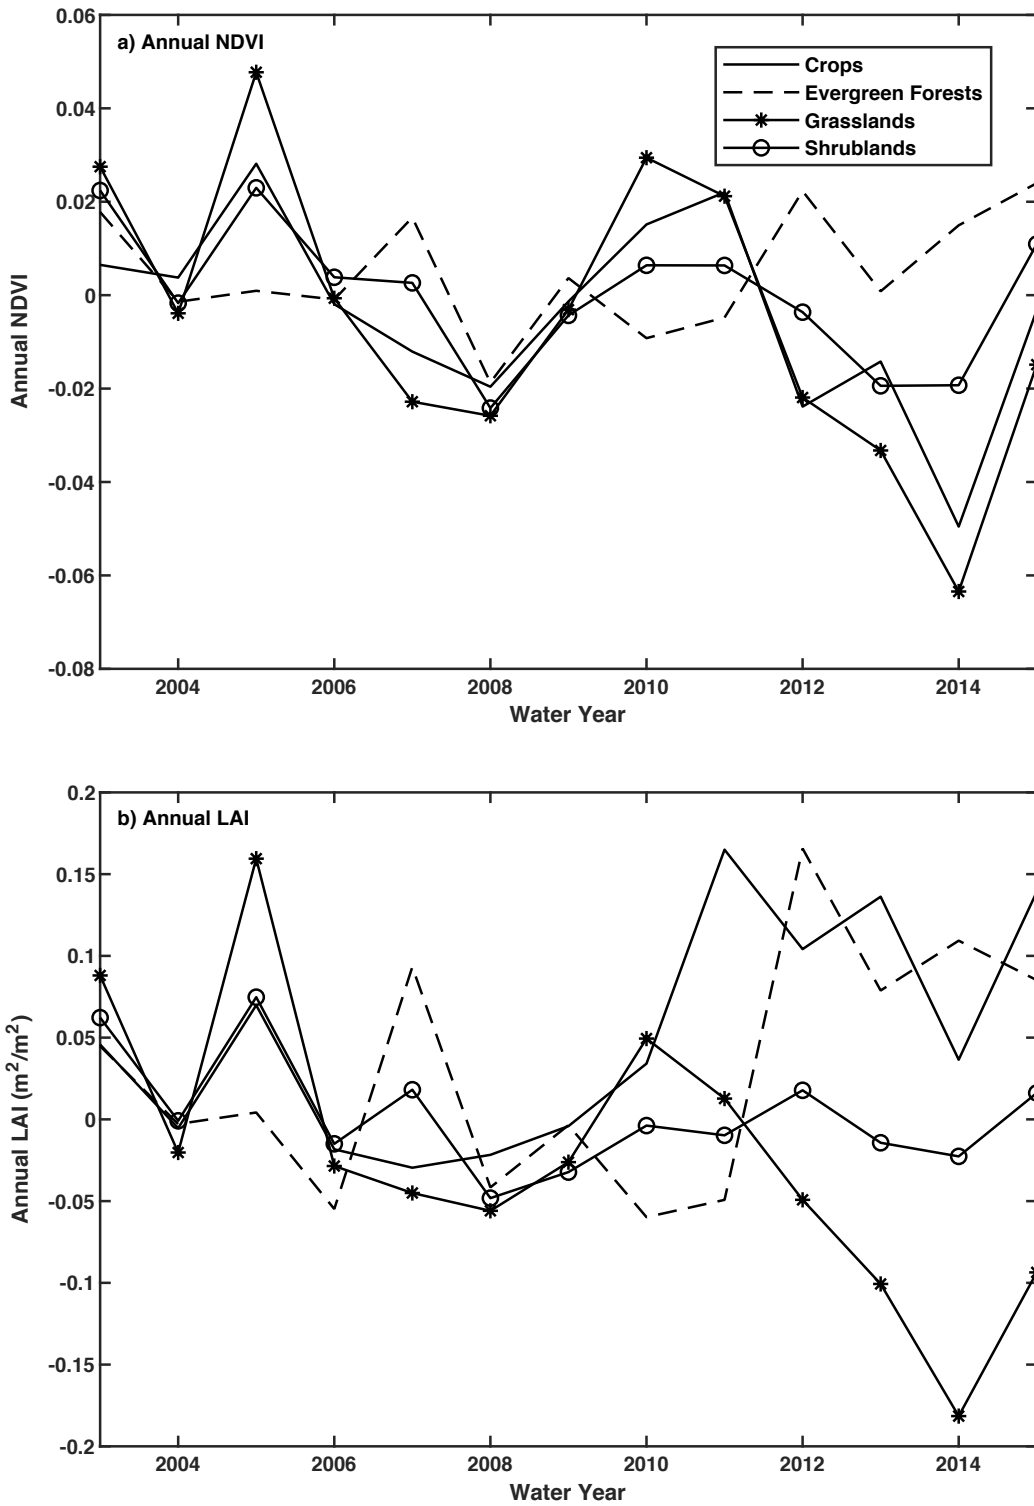 a) Annual NDVI
Crops
Evergreen Forests
Grasslands
Shrublands
0.06
0.04
0.02
0
-0.02
-0.04
-0.06
-0.08
Annual NDVI
2004 2006 2008 2010 2012 2014
Water Year
b) Annual LAI
0.2
0.15
0.1
0.05
0
-0.05
-0.1
-0.15
-0.2
Annual LAI (m²/m²)
2004 2006 2008 2010 2012 2014
Water Year